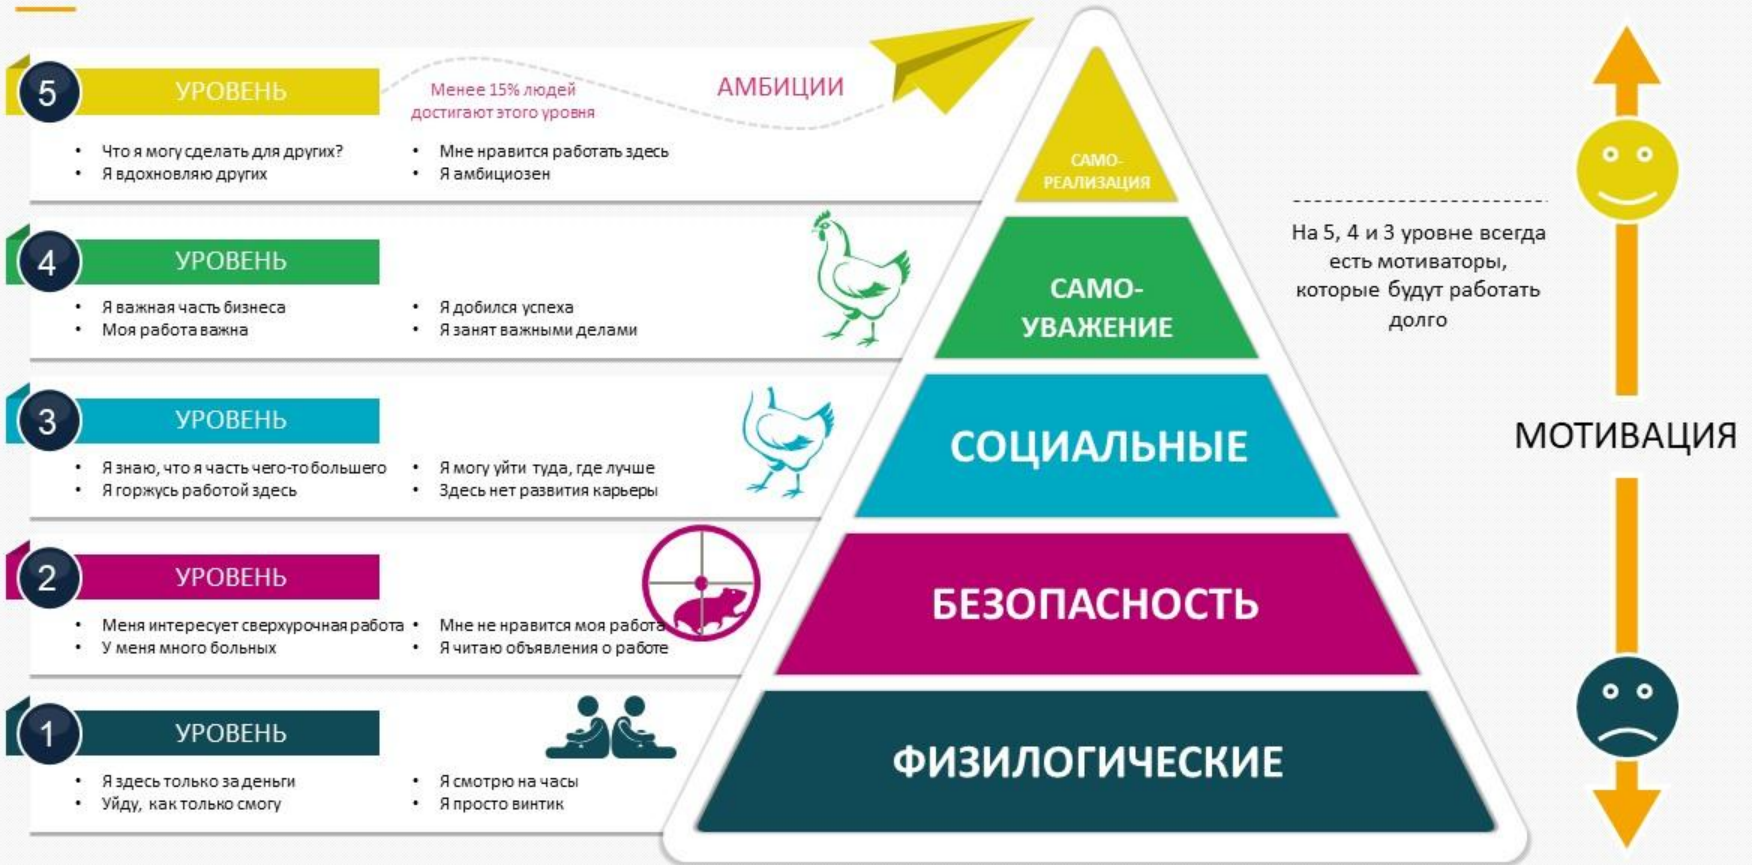 5
УРОВЕНЬ
Менее 15% людей
достигают этого уровня
АМБИЦИИ
• Что я могу сделать для других?
• Я вдохновляю других
• Мне нравится работать здесь
• Я амбициозен
4
УРОВЕНЬ
• Я важная часть бизнеса
• Моя работа важна
• Я добился успеха
• Я занят важными делами
3
УРОВЕНЬ
• Я знаю, что я часть чего-то большего
• Я горжусь работой здесь
• Я могу уйти туда, где лучше
• Здесь нет развития карьеры
2
УРОВЕНЬ
• Меня интересует сверхурочная работа
• У меня много больных
• Мне не нравится моя работа
• Я читаю объявления о работе
1
УРОВЕНЬ
• Я здесь только за деньги
• Уйду, как только смогу
• Я смотрю на часы
• Я просто винтик
САМО-
РЕАЛИЗАЦИЯ
САМО-
УВАЖЕНИЕ
СОЦИАЛЬНЫЕ
БЕЗОПАСНОСТЬ
ФИЗИЛОГИЧЕСКИЕ
На 5, 4 и 3 уровне всегда
есть мотиваторы,
которые будут работать
долго
МОТИВАЦИЯ